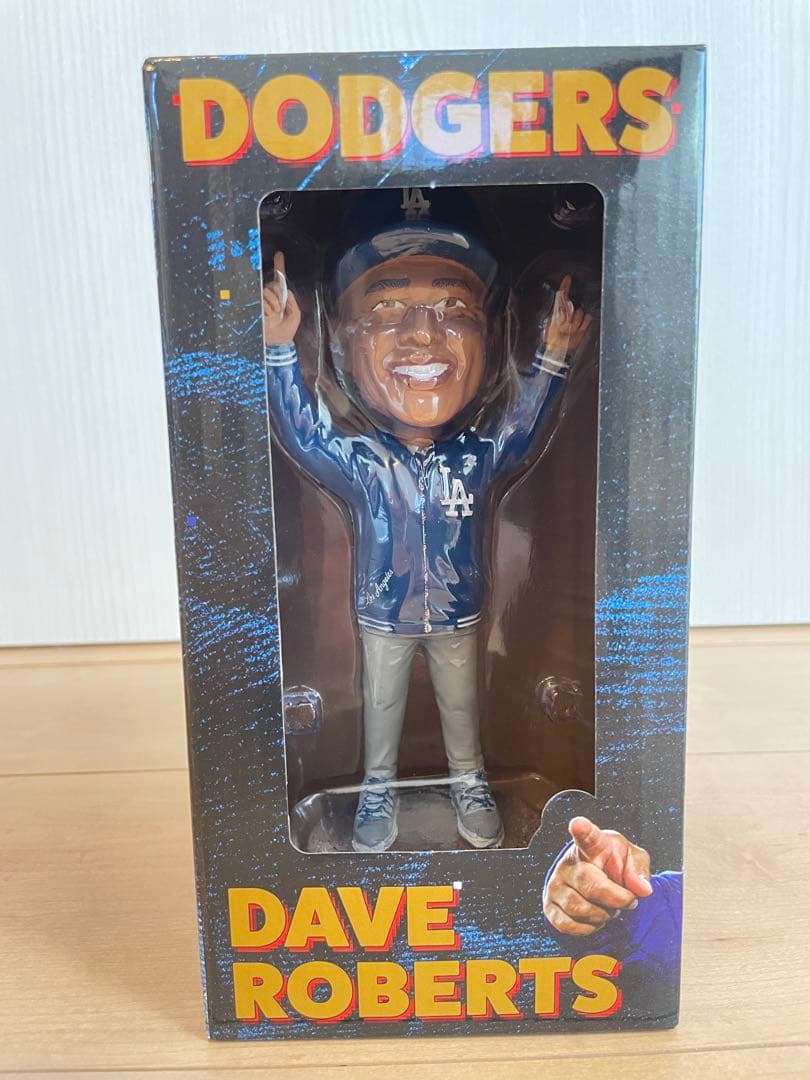 DODGERS
LA
LA
Los Angeles
DAVE
ROBERTS